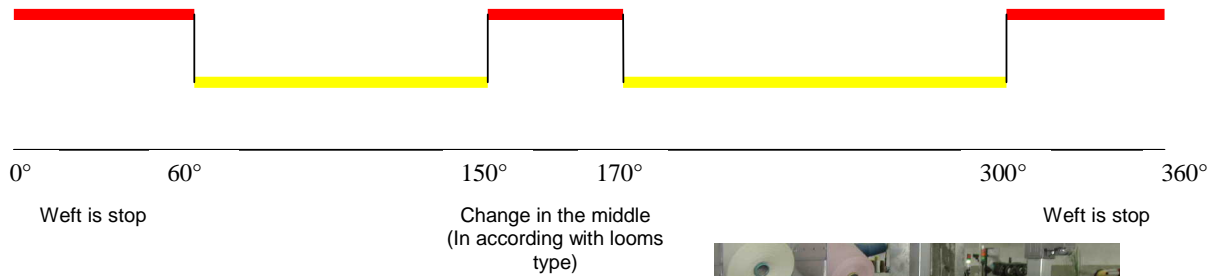 0° 60° 150° 170° 300° 360°
Weft is stop Change in the middle Weft is stop
(In according with looms
type)